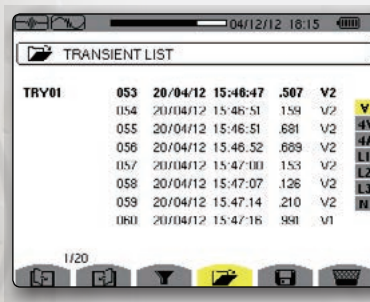 04/12/12 18:15
TRANSIENT LIST
TRY01 053 20/04/12 15:46:47 .507 V2
054 20/04/12 15:46:51 .159 V2
055 20/04/12 15:46:51 .681 V2
056 20/04/12 15:46:52 .689 V2
057 20/04/12 15:47:00 .153 V2
058 20/04/12 15:47:07 .126 V2
059 20/04/12 15:47:14 .210 V2
060 20/04/12 15:47:16 .991 V1
4V
4A
L1
L2
L3
N
1/20